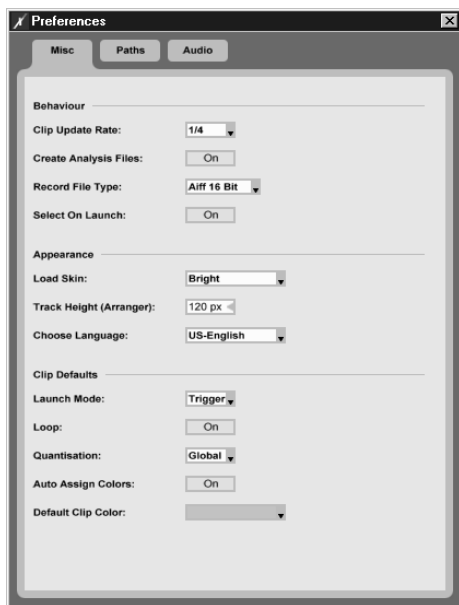 Preferences
Misc Paths Audio
Behaviour
Clip Update Rate: 1/4
Create Analysis Files: On
Record File Type: Aiff 16 Bit
Select On Launch: On
Appearance
Load Skin: Bright
Track Height (Arranger): 120 px
Choose Language: US-English
Clip Defaults
Launch Mode: Trigger
Loop: On
Quantisation: Global
Auto Assign Colors: On
Default Clip Color: